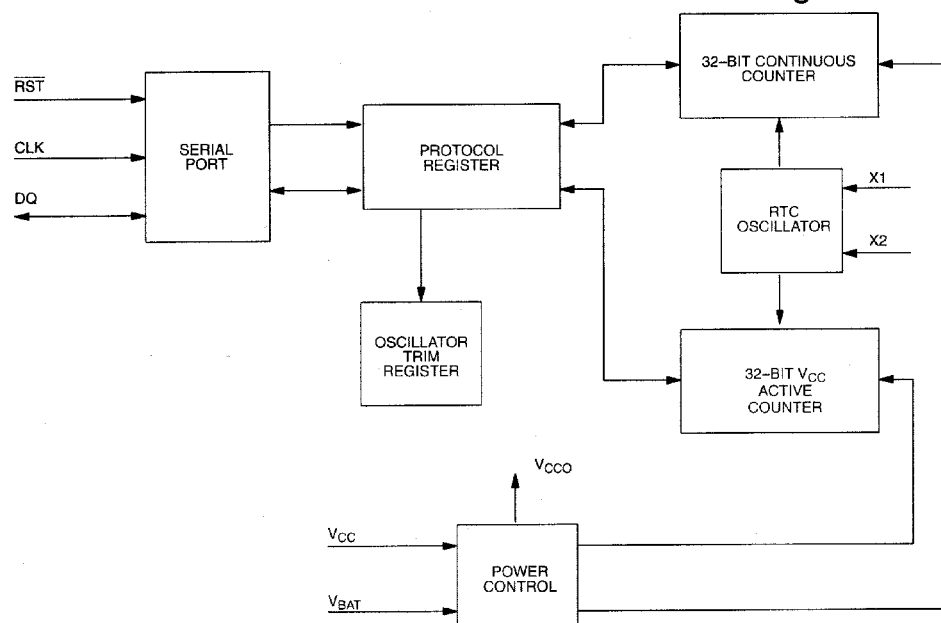 g
32–BIT CONTINUOUS
COUNTER
RST
CLK
DQ
SERIAL
PORT
PROTOCOL
REGISTER
X1
RTC
OSCILLATOR
X2
OSCILLATOR
TRIM
REGISTER
32–BIT VCC
ACTIVE
COUNTER
VCCO
VCC
POWER
CONTROL
VBAT